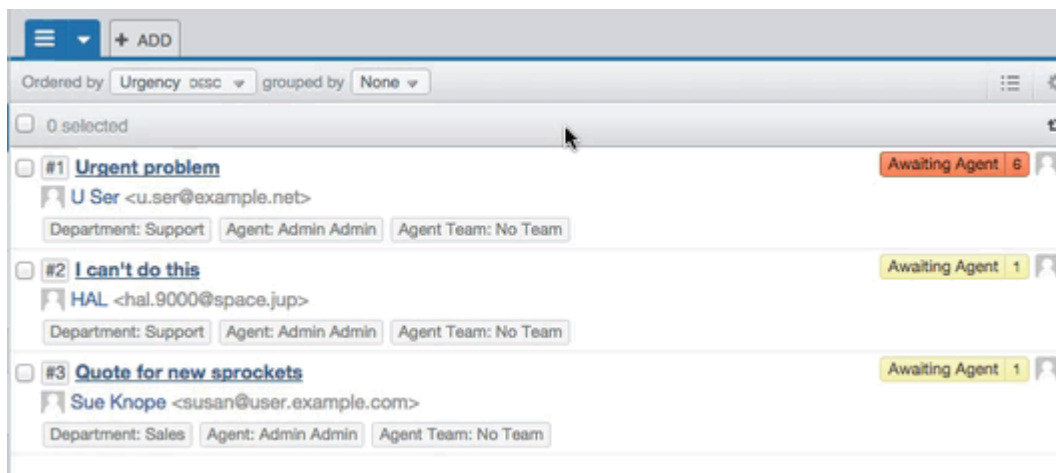 + ADD
Ordered by Urgency DESC grouped by None
0 selected
#1 Urgent problem Awaiting Agent 6
U Ser <u.ser@example.net>
Department: Support Agent: Admin Admin Agent Team: No Team
#2 I can't do this Awaiting Agent 1
HAL <hal.9000@space.jup>
Department: Support Agent: Admin Admin Agent Team: No Team
#3 Quote for new sprockets Awaiting Agent 1
Sue Knope <susan@user.example.com>
Department: Sales Agent: Admin Admin Agent Team: No Team